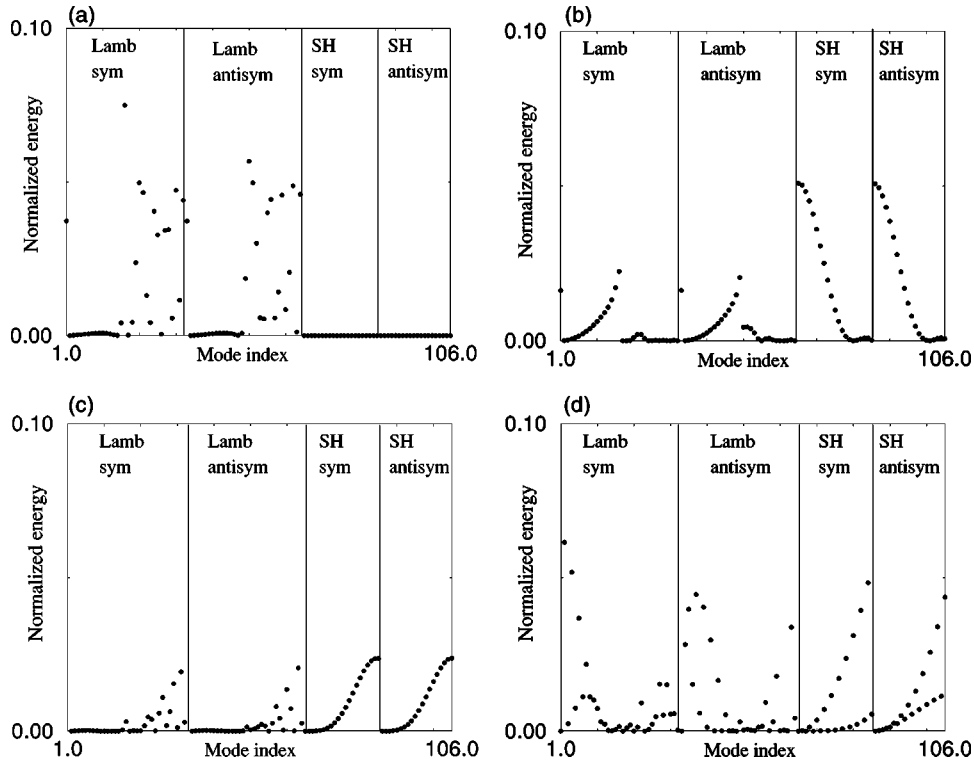 (a)
0.10
Lamb
sym
Lamb
antisym
SH
sym
SH
antisym
Normalized energy
0.00
1.0
Mode index
106.0
(b)
0.10
Lamb
sym
Lamb
antisym
SH
sym
SH
antisym
Normalized energy
0.00
1.0
Mode index
106.0
(c)
0.10
Lamb
sym
Lamb
antisym
SH
sym
SH
antisym
Normalized energy
0.00
1.0
Mode index
106.0
(d)
0.10
Lamb
sym
Lamb
antisym
SH
sym
SH
antisym
Normalized energy
0.00
1.0
Mode index
106.0